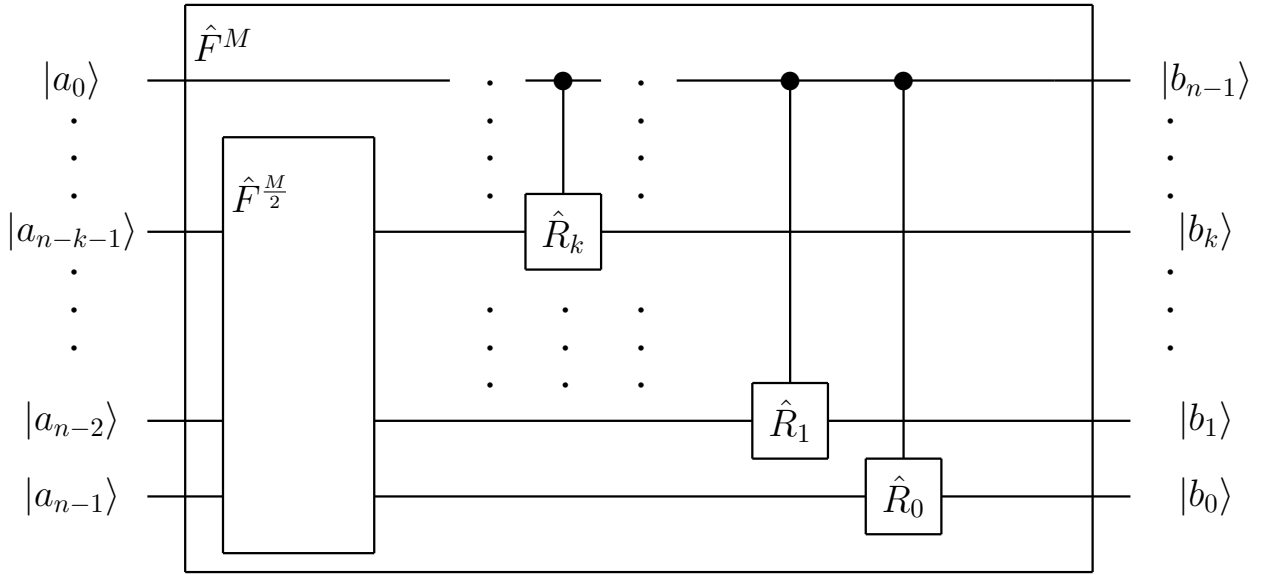 F̂^M
|a_0⟩ |b_{n−1}⟩
F̂^{M/2}
|a_{n−k−1}⟩ R̂_k |b_k⟩
|a_{n−2}⟩ R̂_1 |b_1⟩
|a_{n−1}⟩ R̂_0 |b_0⟩